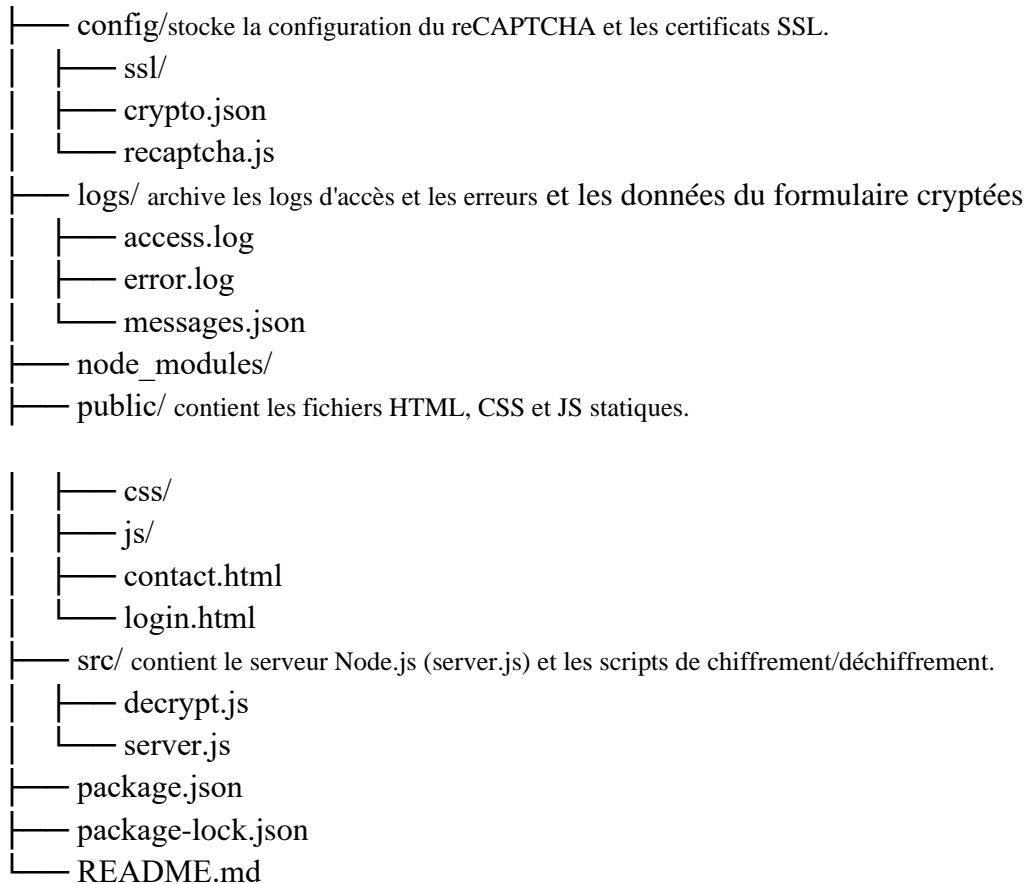 ├── config/stocke la configuration du reCAPTCHA et les certificats SSL.
│   ├── ssl/
│   ├── crypto.json
│   └── recaptcha.js
├── logs/ archive les logs d'accès et les erreurs et les données du formulaire cryptées
│   ├── access.log
│   ├── error.log
│   └── messages.json
├── node_modules/
├── public/ contient les fichiers HTML, CSS et JS statiques.
│   ├── css/
│   ├── js/
│   ├── contact.html
│   └── login.html
├── src/ contient le serveur Node.js (server.js) et les scripts de chiffrement/déchiffrement.
│   ├── decrypt.js
│   └── server.js
├── package.json
├── package-lock.json
└── README.md